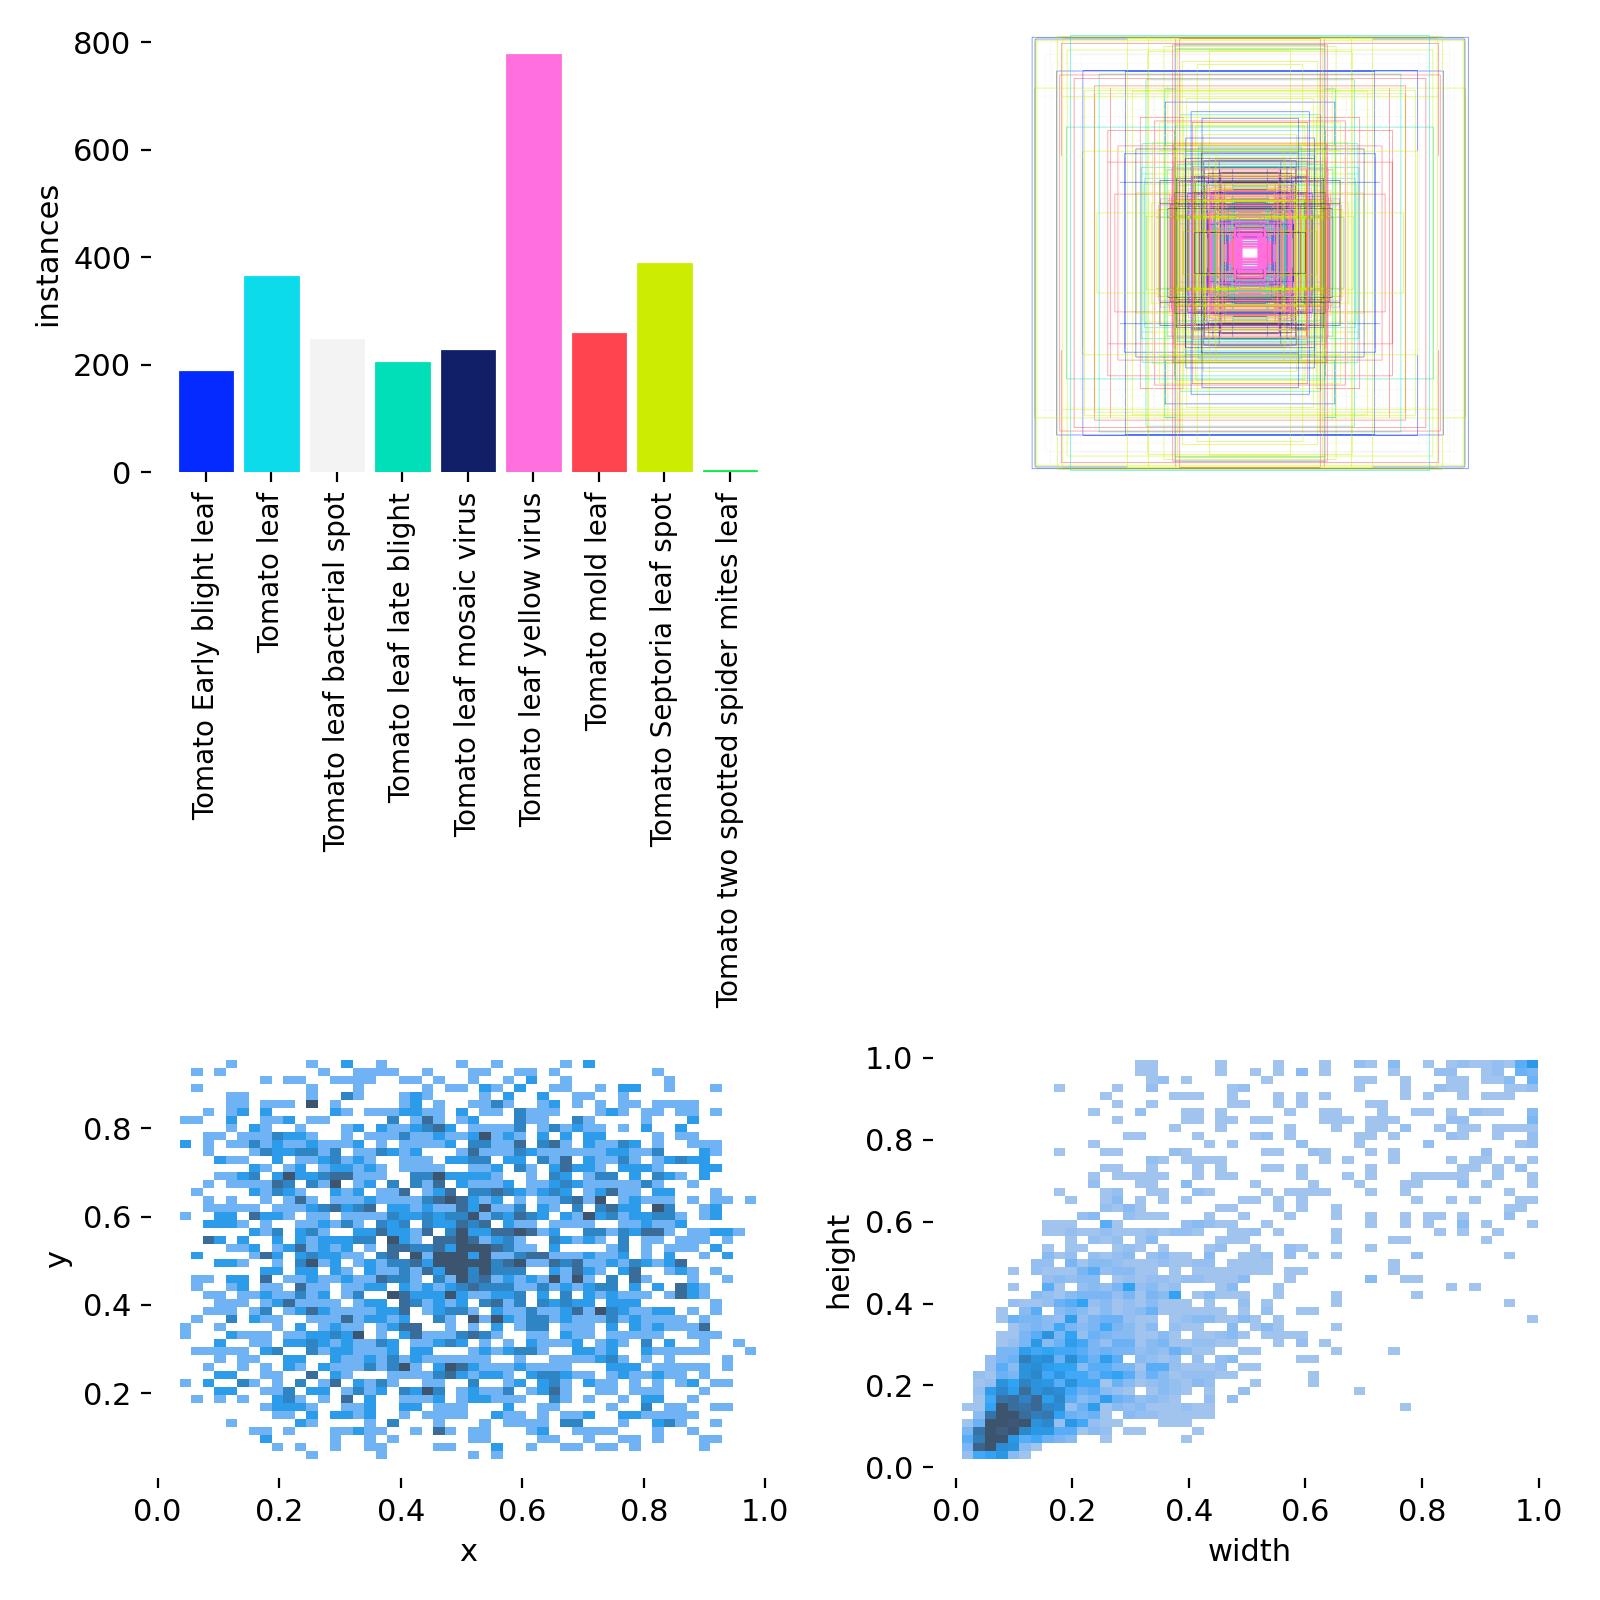 800
600
400
200
0
instances
Tomato Early blight leaf
Tomato leaf
Tomato leaf bacterial spot
Tomato leaf late blight
Tomato leaf mosaic virus
Tomato leaf yellow virus
Tomato mold leaf
Tomato Septoria leaf spot
Tomato two spotted spider mites leaf
0.8
0.6
0.4
0.2
y
0.0 0.2 0.4 0.6 0.8 1.0
x
1.0
0.8
0.6
0.4
0.2
0.0
height
0.0 0.2 0.4 0.6 0.8 1.0
width